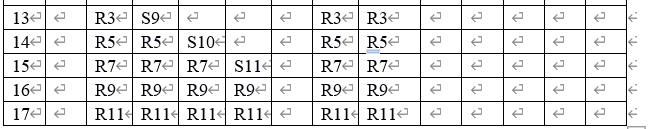 13 R3 S9 R3 R3
14 R5 R5 S10 R5 R5
15 R7 R7 R7 S11 R7 R7
16 R9 R9 R9 R9 R9 R9
17 R11 R11 R11 R11 R11 R11